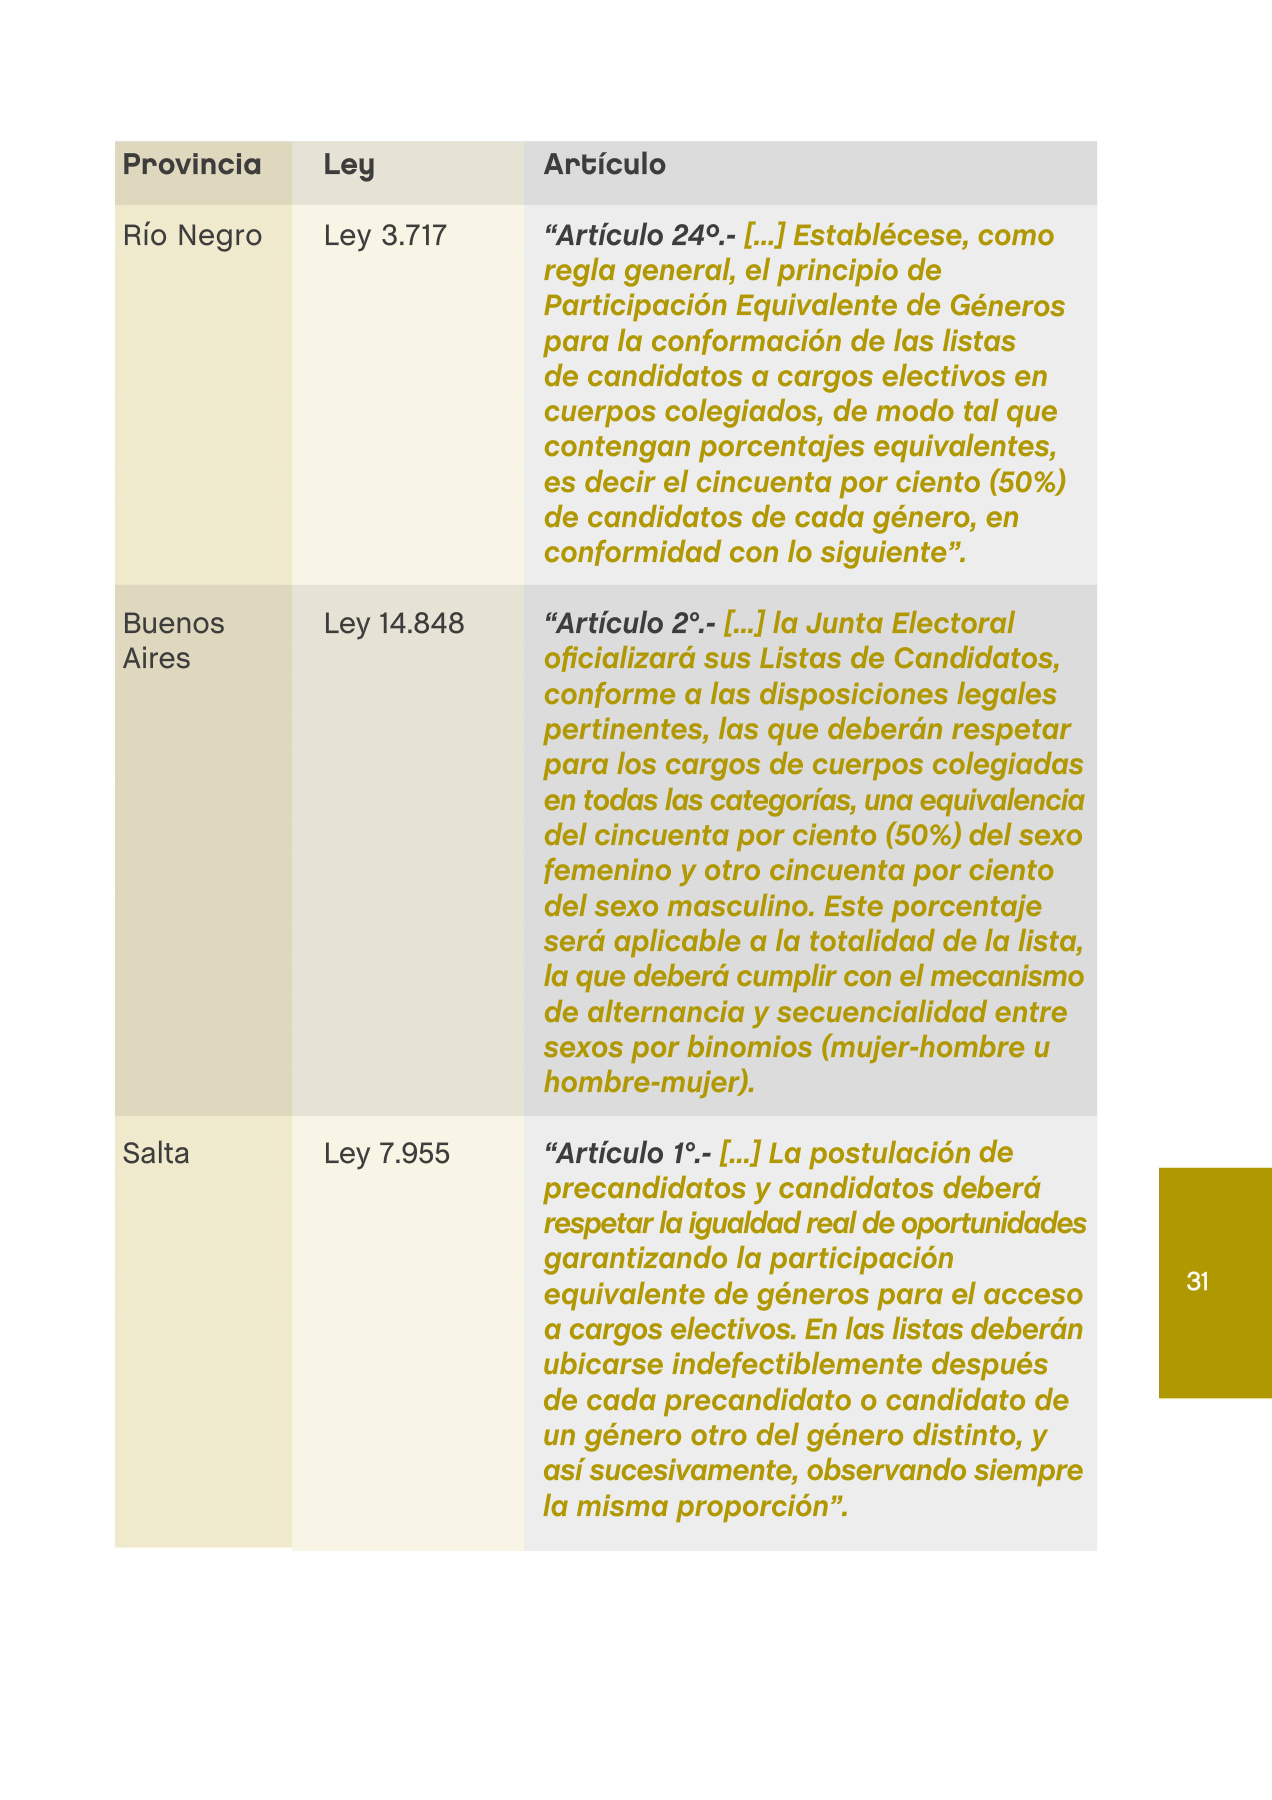 Provincia
Ley
Artículo
Río Negro
Ley 3.717
“Artículo 24º.- [...] Establécese, como
regla general, el principio de
Participación Equivalente de Géneros
para la conformación de las listas
de candidatos a cargos electivos en
cuerpos colegiados, de modo tal que
contengan porcentajes equivalentes,
es decir el cincuenta por ciento (50%)
de candidatos de cada género, en
conformidad con lo siguiente”.
Buenos
Aires
Ley 14.848
“Artículo 2°.- [...] la Junta Electoral
oficializará sus Listas de Candidatos,
conforme a las disposiciones legales
pertinentes, las que deberán respetar
para los cargos de cuerpos colegiadas
en todas las categorías, una equivalencia
del cincuenta por ciento (50%) del sexo
femenino y otro cincuenta por ciento
del sexo masculino. Este porcentaje
será aplicable a la totalidad de la lista,
la que deberá cumplir con el mecanismo
de alternancia y secuencialidad entre
sexos por binomios (mujer-hombre u
hombre-mujer).
Salta
Ley 7.955
“Artículo 1°.- [...] La postulación de
precandidatos y candidatos deberá
respetar la igualdad real de oportunidades
garantizando la participación
equivalente de géneros para el acceso
a cargos electivos. En las listas deberán
ubicarse indefectiblemente después
de cada precandidato o candidato de
un género otro del género distinto, y
así sucesivamente, observando siempre
la misma proporción”.
31